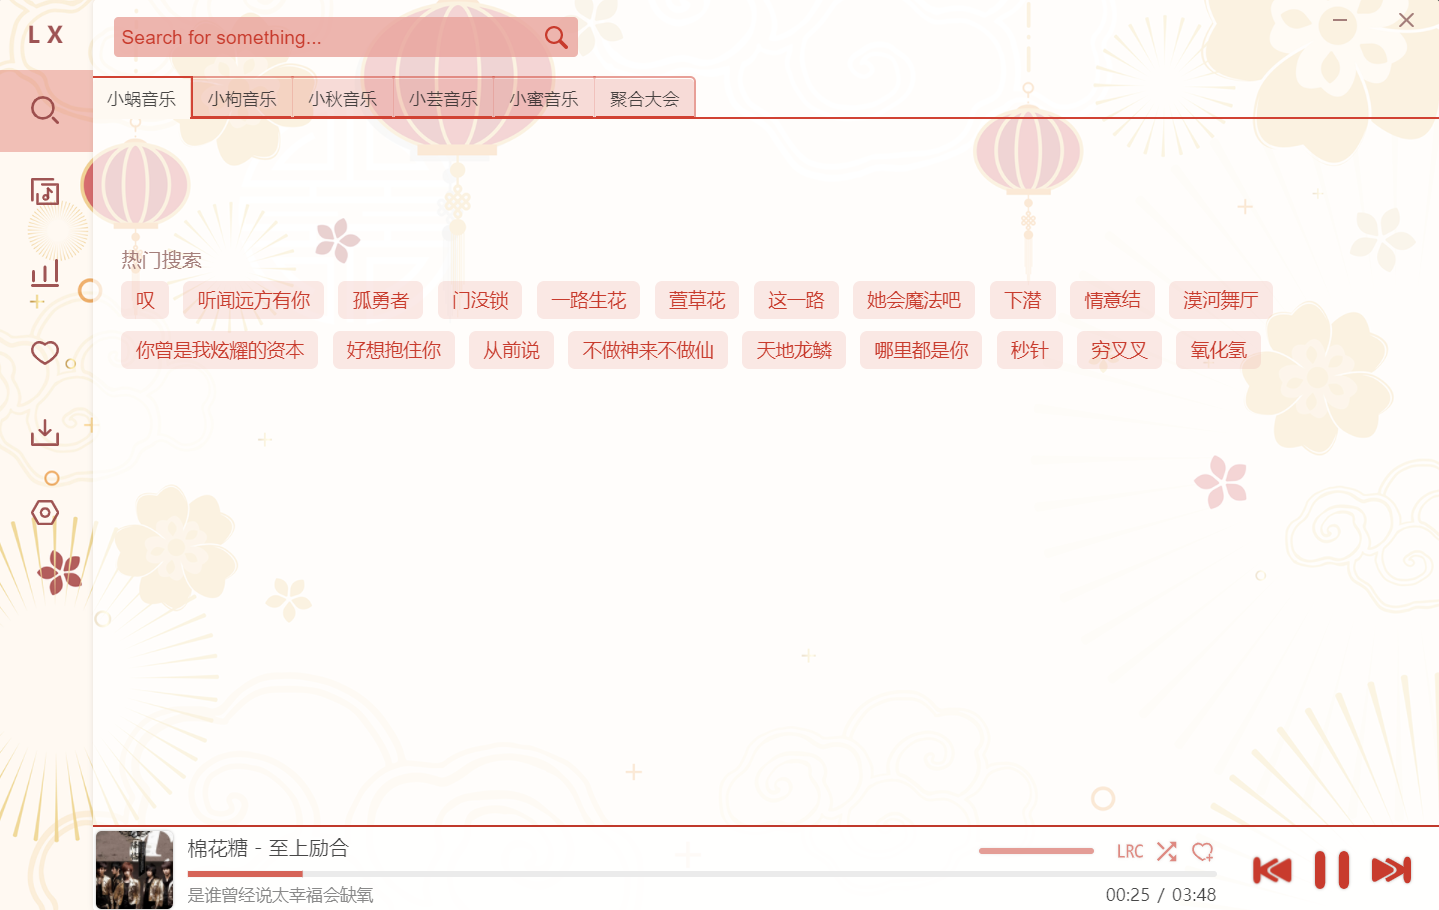 L X
Search for something...
小蜗音乐 小枸音乐 小秋音乐 小芸音乐 小蜜音乐 聚合大会
热门搜索
叹 听闻远方有你 孤勇者 门没锁 一路生花 萱草花 这一路 她会魔法吧 下潜 情意结 漠河舞厅
你曾是我炫耀的资本 好想抱住你 从前说 不做神来不做仙 天地龙鳞 哪里都是你 秒针 穷叉叉 氧化氢
棉花糖 - 至上励合
LRC
是谁曾经说太幸福会缺氧
00:25 / 03:48